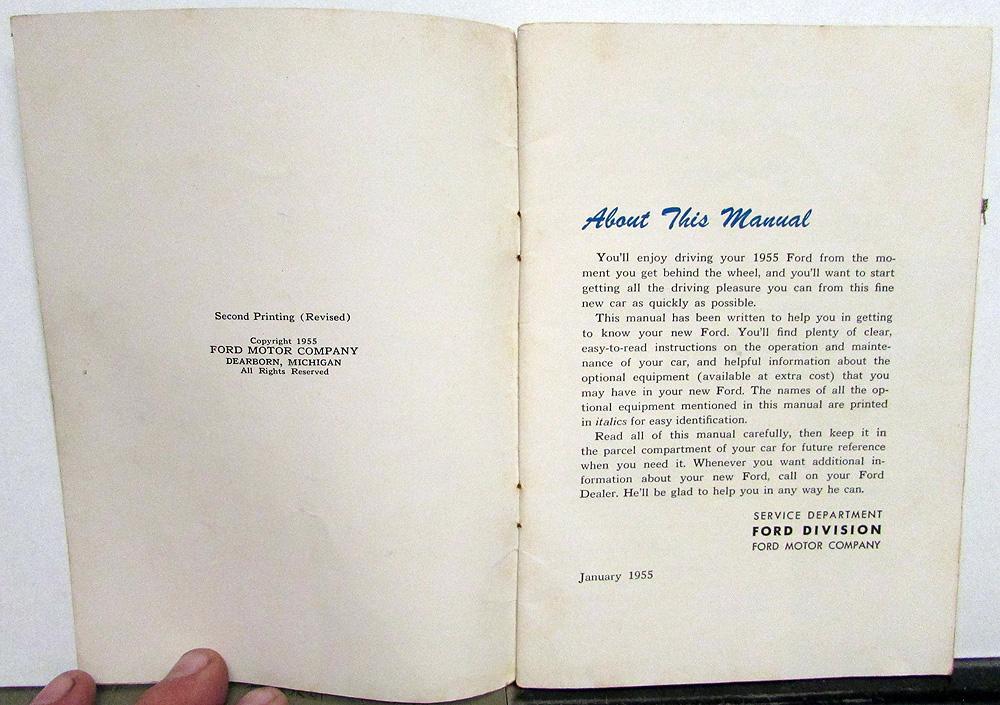 Second Printing (Revised)
Copyright 1955
FORD MOTOR COMPANY
DEARBORN, MICHIGAN
All Rights Reserved
About This Manual
You'll enjoy driving your 1955 Ford from the mo-
ment you get behind the wheel, and you'll want to start
getting all the driving pleasure you can from this fine
new car as quickly as possible.
This manual has been written to help you in getting
to know your new Ford. You'll find plenty of clear,
easy-to-read instructions on the operation and mainte-
nance of your car, and helpful information about the
optional equipment (available at extra cost) that you
may have in your new Ford. The names of all the op-
tional equipment mentioned in this manual are printed
in italics for easy identification.
Read all of this manual carefully, then keep it in
the parcel compartment of your car for future reference
when you need it. Whenever you want additional in-
formation about your new Ford, call on your Ford
Dealer. He'll be glad to help you in any way he can.
SERVICE DEPARTMENT
FORD DIVISION
FORD MOTOR COMPANY
January 1955